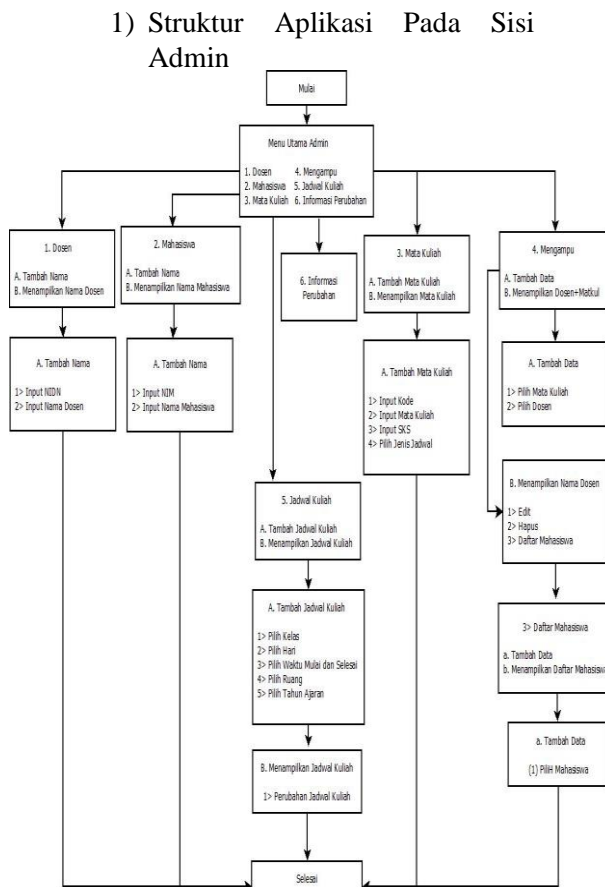 1) Struktur Aplikasi Pada Sisi
Admin
Mulai
Menu Utama Admin
1. Dosen 4. Mengampu
2. Mahasiswa 5. Jadwal Kuliah
3. Mata Kuliah 6. Informasi Perubahan
1. Dosen
A. Tambah Nama
B. Menampilkan Nama Dosen
2. Mahasiswa
A. Tambah Nama
B. Menampilkan Nama Mahasiswa
6. Informasi
Perubahan
3. Mata Kuliah
A. Tambah Mata Kuliah
B. Menampilkan Mata Kuliah
4. Mengampu
A. Tambah Data
B. Menampilkan Dosen+Matkul
A. Tambah Nama
1> Input NIDN
2> Input Nama Dosen
A. Tambah Nama
1> Input NIM
2> Input Nama Mahasiswa
A. Tambah Mata Kuliah
1> Input Kode
2> Input Mata Kuliah
3> Input SKS
4> Pilih Jenis Jadwal
A. Tambah Data
1> Pilih Mata Kuliah
2> Pilih Dosen
5. Jadwal Kuliah
A. Tambah Jadwal Kuliah
B. Menampilkan Jadwal Kuliah
B. Menampilkan Nama Dosen
1> Edit
2> Hapus
3> Daftar Mahasiswa
A. Tambah Jadwal Kuliah
1> Pilih Kelas
2> Pilih Hari
3> Pilih Waktu Mulai dan Selesai
4> Pilih Ruang
5> Pilih Tahun Ajaran
3> Daftar Mahasiswa
a. Tambah Data
b. Menampilkan Daftar Mahasiswa
B. Menampilkan Jadwal Kuliah
1> Perubahan Jadwal Kuliah
a. Tambah Data
(1) PiliH Mahasiswa
Selesai